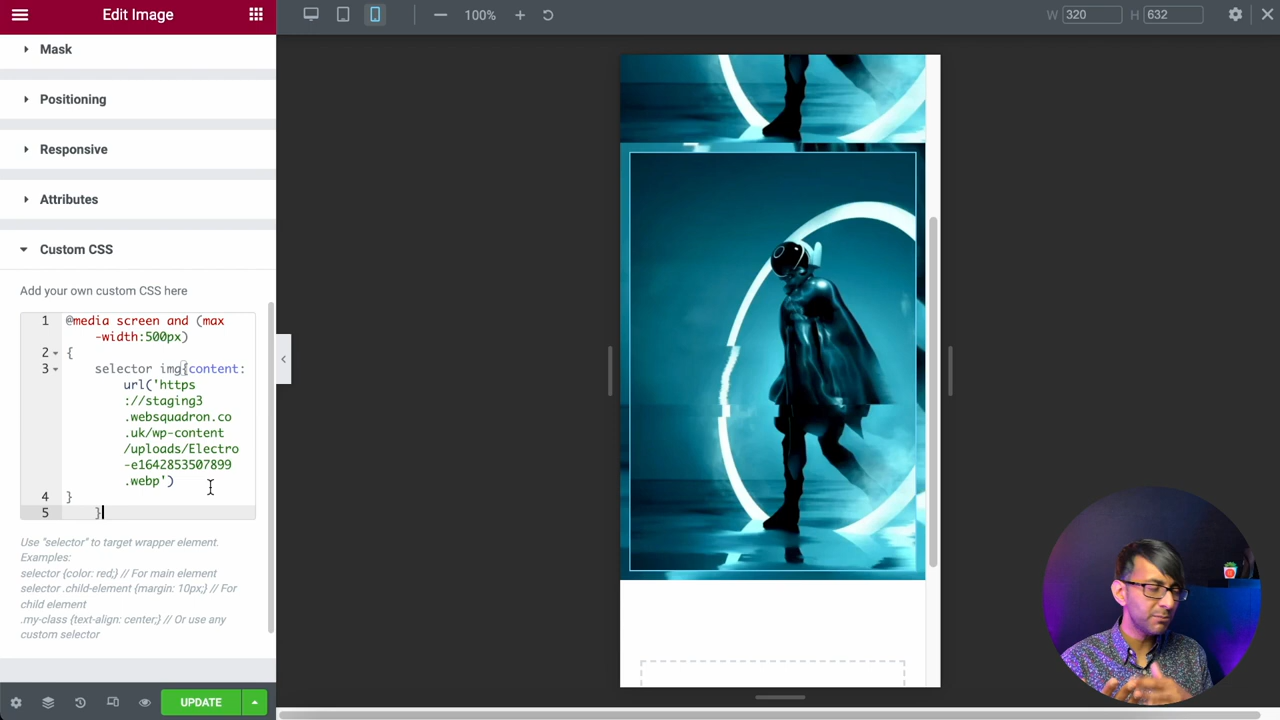 Edit Image
100%
W 320 H 632
Mask
Positioning
Responsive
Attributes
Custom CSS
Add your own custom CSS here
1 @media screen and (max
-width:500px)
2 {
3 selector img{content:
url('https
://staging3
.websquadron.co
.uk/wp-content
/uploads/Electro
-e1642853507899
.webp')
4 }
5 }
Use "selector" to target wrapper element.
Examples:
selector {color: red;} // For main element
selector .child-element {margin: 10px;} // For
child element
.my-class {text-align: center;} // Or use any
custom selector
UPDATE